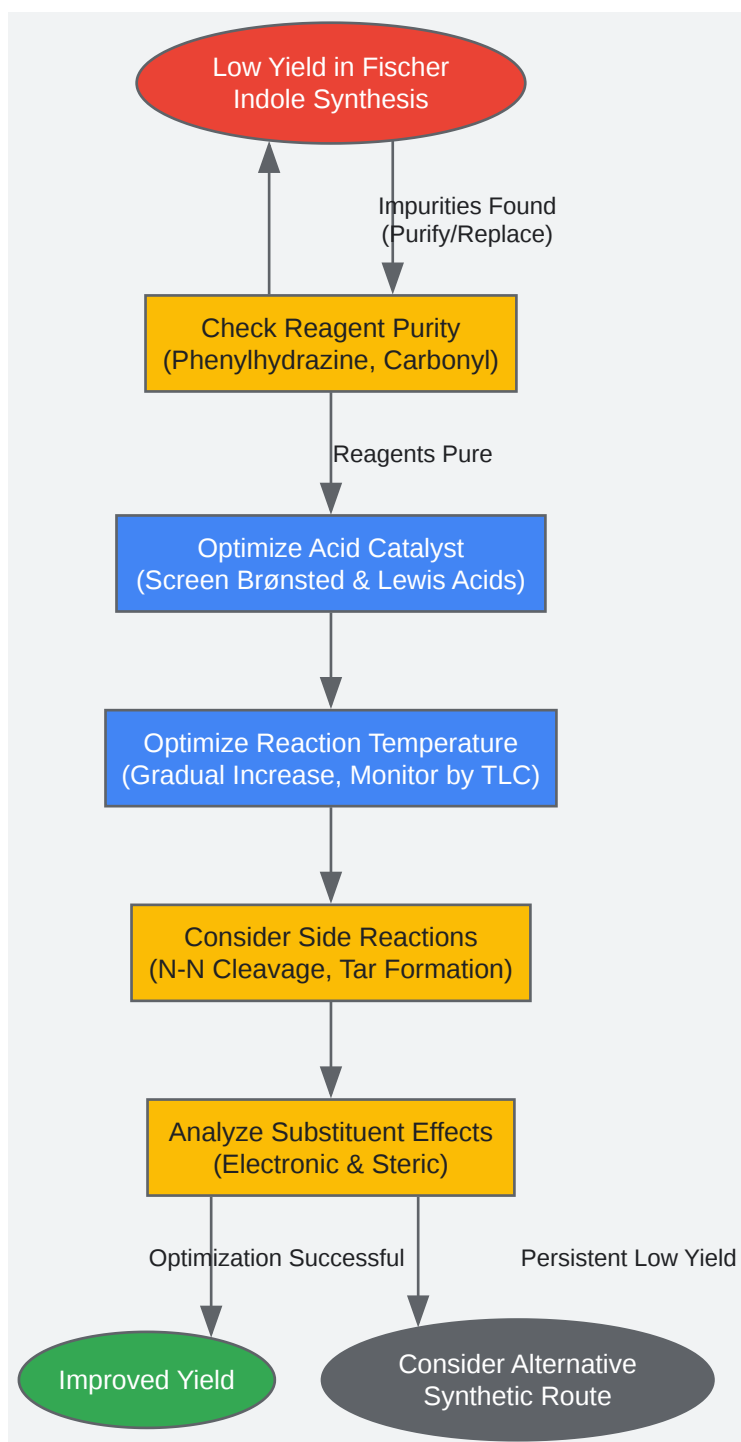 Low Yield in Fischer
Indole Synthesis
Impurities Found
(Purify/Replace)
Check Reagent Purity
(Phenylhydrazine, Carbonyl)
Reagents Pure
Optimize Acid Catalyst
(Screen Brønsted & Lewis Acids)
Optimize Reaction Temperature
(Gradual Increase, Monitor by TLC)
Consider Side Reactions
(N-N Cleavage, Tar Formation)
Analyze Substituent Effects
(Electronic & Steric)
Optimization Successful
Persistent Low Yield
Improved Yield
Consider Alternative
Synthetic Route